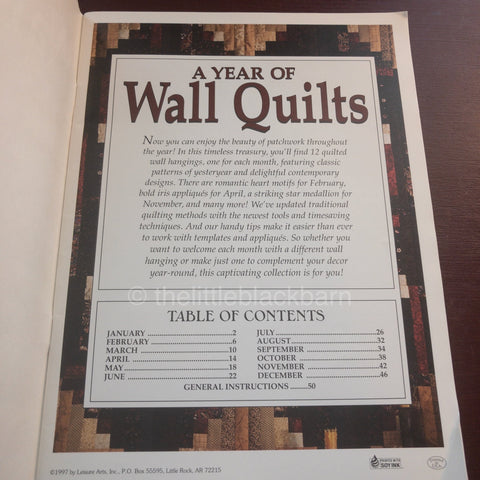 A YEAR OF
Wall Quilts
Now you can enjoy the beauty of patchwork throughout
the year! In this timeless treasury, you'll find 12 quilted
wall hangings, one for each month, featuring classic
patterns of yesteryear and delightful contemporary
designs. There are romantic heart motifs for February,
bold iris appliqués for April, a striking star medallion for
November, and many more! We've updated traditional
quilting methods with the newest tools and timesaving
techniques. And our handy tips make it easier than ever
to work with templates and appliqués. So whether you
want to welcome each month with a different wall
hanging or make just one to complement your decor
year-round, this captivating collection is for you!
© thelittleblackbarn
TABLE OF CONTENTS
JANUARY ..............................2
FEBRUARY ............................6
MARCH ................................10
APRIL ..................................14
MAY.....................................18
JUNE ...................................22
JULY ....................................26
AUGUST................................32
SEPTEMBER .........................34
OCTOBER .............................38
NOVEMBER ..........................42
DECEMBER ...........................46
GENERAL INSTRUCTIONS .........50
©1997 by Leisure Arts, Inc., P.O. Box 55595, Little Rock, AR 72215
PRINTED WITH
SOY INK